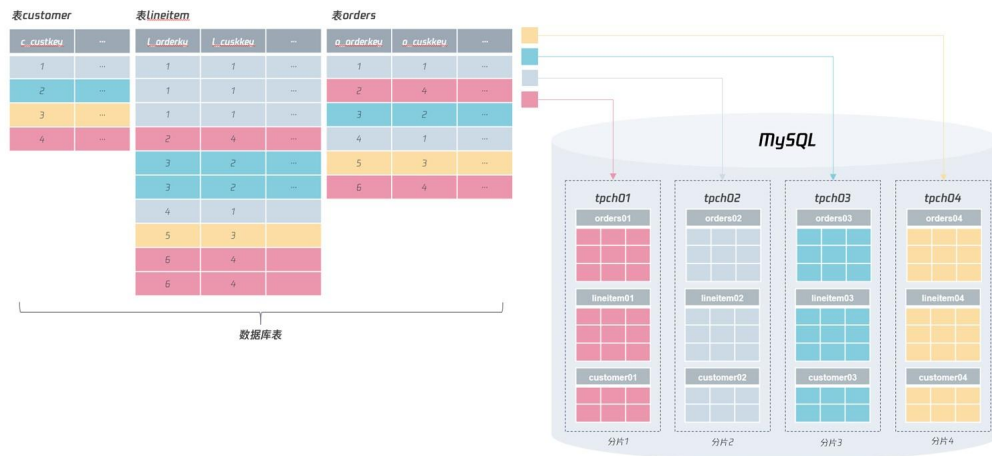 表customer
c_custkey ...
1 ...
2 ...
3 ...
4 ...
表lineitem
l_orderky l_cuskkey ...
1 1 ...
1 1 ...
1 1 ...
2 4 ...
3 2 ...
3 2 ...
4 1
5 3
6 4
6 4
表orders
o_orderkey o_cuskkey ...
1 1 ...
2 4 ...
3 2 ...
4 1 ...
5 3 ...
6 4 ...
数据库表
MySQL
tpch01 tpch02 tpch03 tpch04
orders01 orders02 orders03 orders04
lineitem01 lineitem02 lineitem03 lineitem04
customer01 customer02 customer03 customer04
分片1 分片2 分片3 分片4